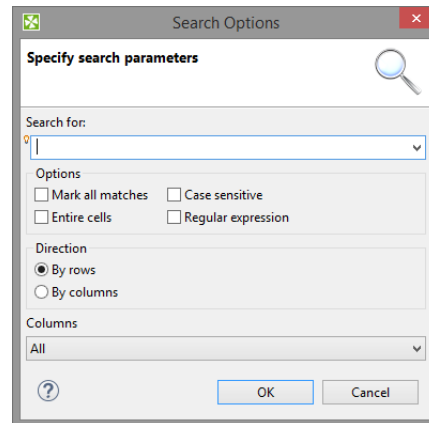 Search Options
Specify search parameters
Search for:
Options
Mark all matches Case sensitive
Entire cells Regular expression
Direction
By rows
By columns
Columns
All
? OK Cancel